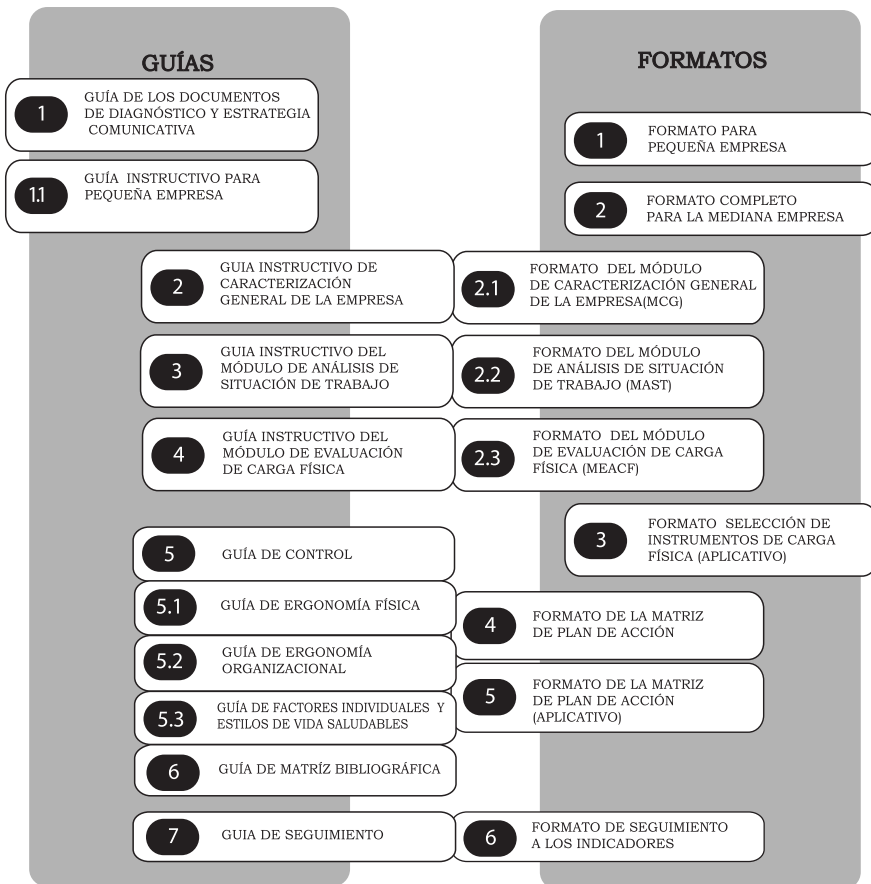 GUÍAS
1
GUÍA DE LOS DOCUMENTOS
DE DIAGNÓSTICO Y ESTRATEGIA
COMUNICATIVA
1.1
GUÍA INSTRUCTIVO PARA
PEQUEÑA EMPRESA
2
GUIA INSTRUCTIVO DE
CARACTERIZACIÓN
GENERAL DE LA EMPRESA
3
GUIA INSTRUCTIVO DEL
MÓDULO DE ANÁLISIS DE
SITUACIÓN DE TRABAJO
4
GUÍA INSTRUCTIVO DEL
MÓDULO DE EVALUACIÓN
DE CARGA FÍSICA
5
GUÍA DE CONTROL
5.1
GUÍA DE ERGONOMÍA FÍSICA
5.2
GUÍA DE ERGONOMÍA
ORGANIZACIONAL
5.3
GUÍA DE FACTORES INDIVIDUALES Y
ESTILOS DE VIDA SALUDABLES
6
GUÍA DE MATRÍZ BIBLIOGRÁFICA
7
GUIA DE SEGUIMIENTO
FORMATOS
1
FORMATO PARA
PEQUEÑA EMPRESA
2
FORMATO COMPLETO
PARA LA MEDIANA EMPRESA
2.1
FORMATO DEL MÓDULO
DE CARACTERIZACIÓN GENERAL
DE LA EMPRESA(MCG)
2.2
FORMATO DEL MÓDULO
DE ANÁLISIS DE SITUACIÓN
DE TRABAJO (MAST)
2.3
FORMATO DEL MÓDULO
DE EVALUACIÓN DE CARGA
FÍSICA (MEACF)
3
FORMATO SELECCIÓN DE
INSTRUMENTOS DE CARGA
FÍSICA (APLICATIVO)
4
FORMATO DE LA MATRIZ
DE PLAN DE ACCIÓN
5
FORMATO DE LA MATRIZ
DE PLAN DE ACCIÓN
(APLICATIVO)
6
FORMATO DE SEGUIMIENTO
A LOS INDICADORES